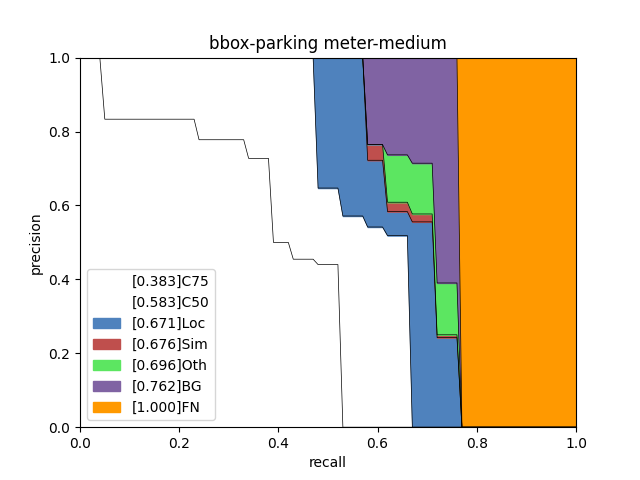 bbox-parking meter-medium
1.0
0.8
0.6
0.4
0.2
0.0
precision
[0.383]C75
[0.583]C50
[0.671]Loc
[0.676]Sim
[0.696]Oth
[0.762]BG
[1.000]FN
0.0 0.2 0.4 0.6 0.8 1.0
recall